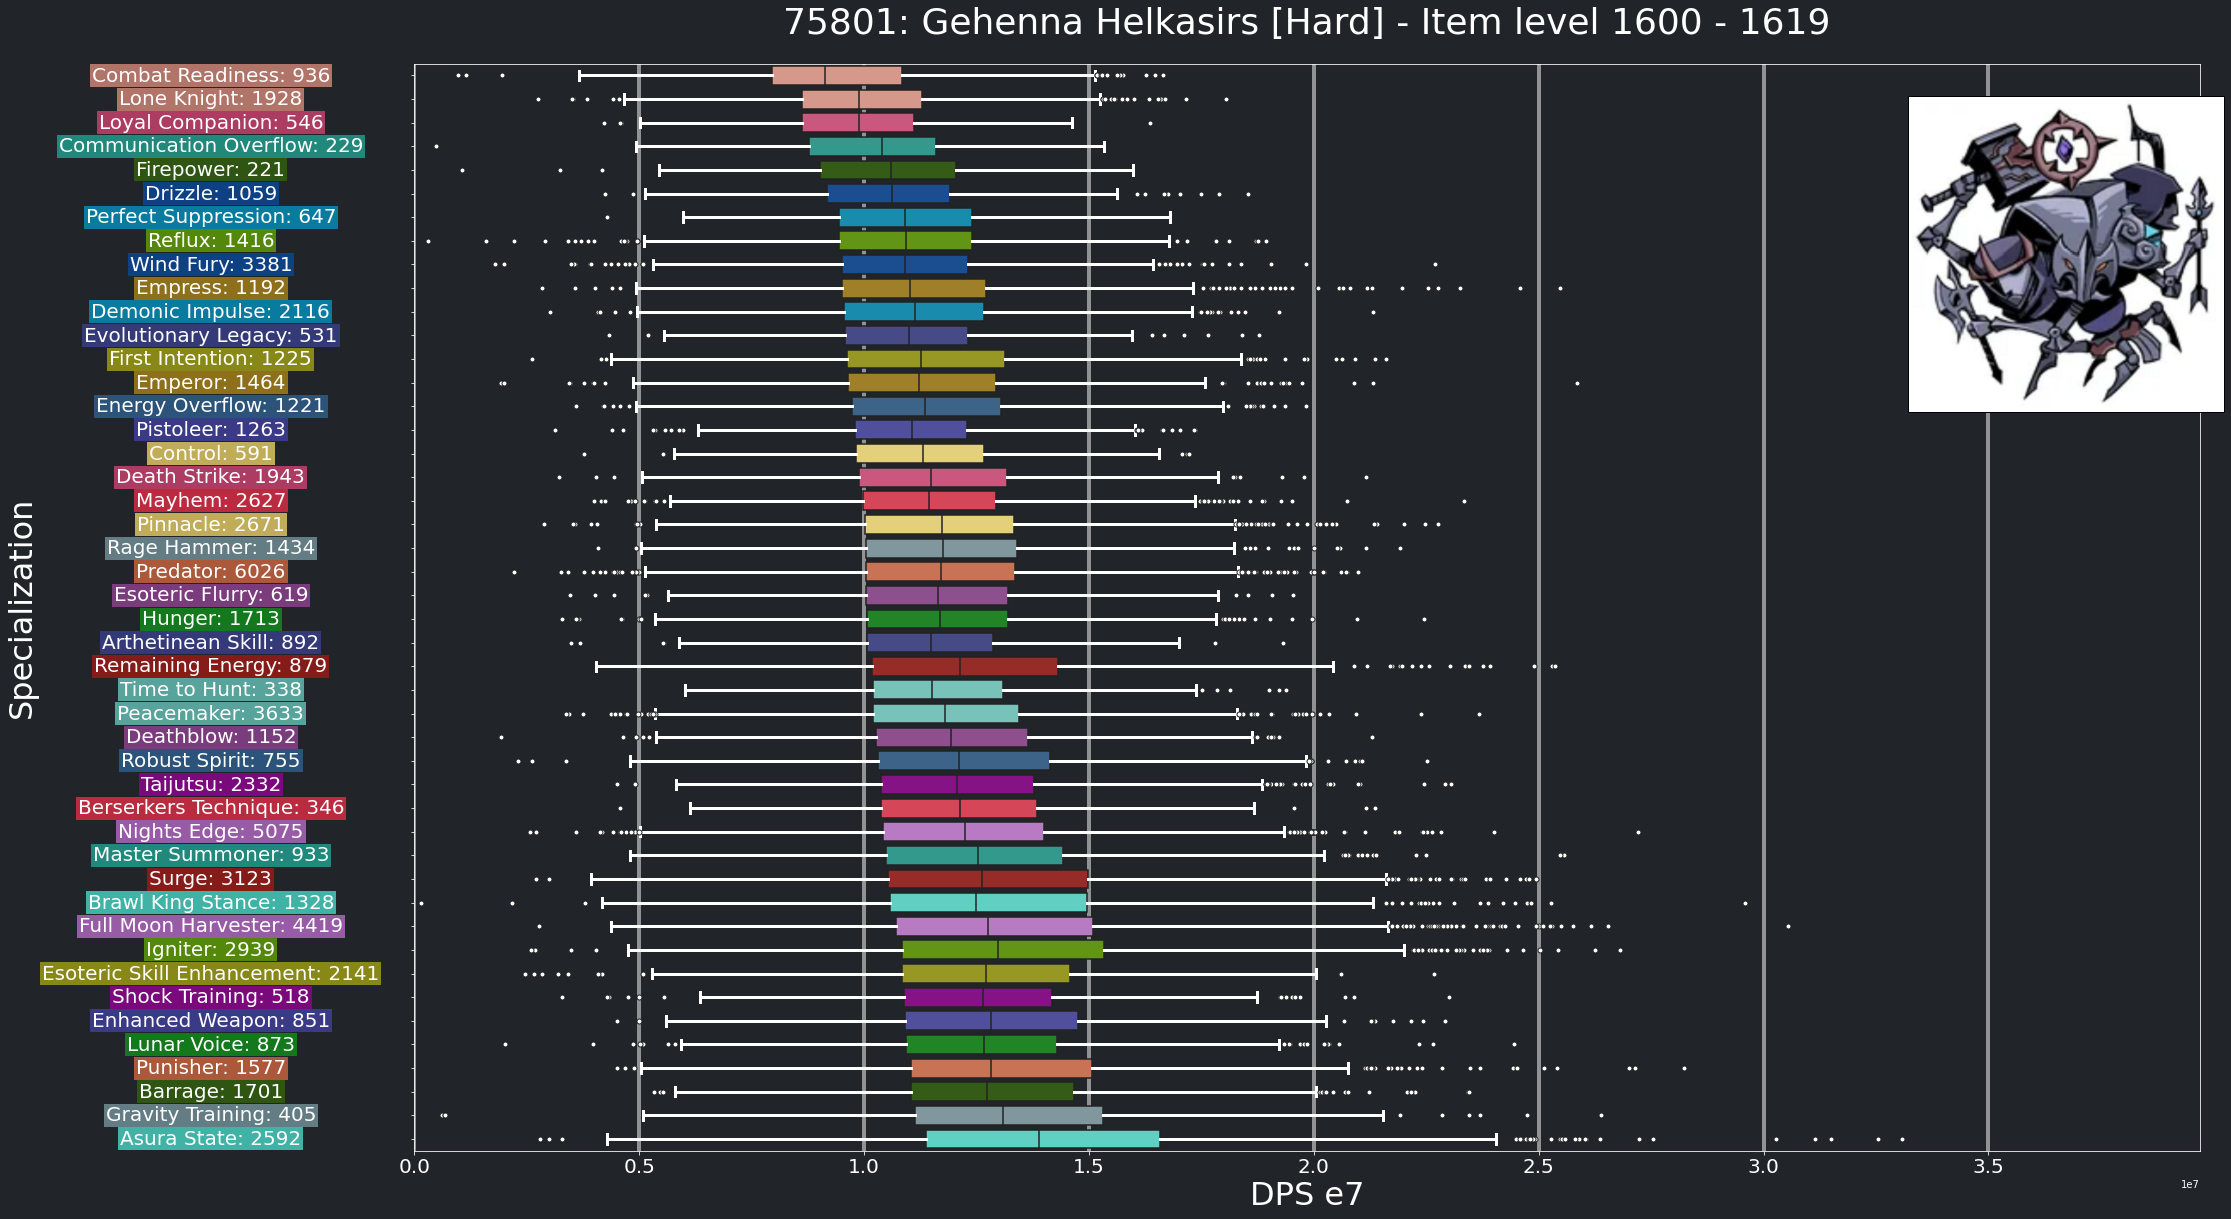 75801: Gehenna Helkasirs [Hard] - Item level 1600 - 1619
Specialization
Combat Readiness: 936
Lone Knight: 1928
Loyal Companion: 546
Communication Overflow: 229
Firepower: 221
Drizzle: 1059
Perfect Suppression: 647
Reflux: 1416
Wind Fury: 3381
Empress: 1192
Demonic Impulse: 2116
Evolutionary Legacy: 531
First Intention: 1225
Emperor: 1464
Energy Overflow: 1221
Pistoleer: 1263
Control: 591
Death Strike: 1943
Mayhem: 2627
Pinnacle: 2671
Rage Hammer: 1434
Predator: 6026
Esoteric Flurry: 619
Hunger: 1713
Arthetinean Skill: 892
Remaining Energy: 879
Time to Hunt: 338
Peacemaker: 3633
Deathblow: 1152
Robust Spirit: 755
Taijutsu: 2332
Berserkers Technique: 346
Nights Edge: 5075
Master Summoner: 933
Surge: 3123
Brawl King Stance: 1328
Full Moon Harvester: 4419
Igniter: 2939
Esoteric Skill Enhancement: 2141
Shock Training: 518
Enhanced Weapon: 851
Lunar Voice: 873
Punisher: 1577
Barrage: 1701
Gravity Training: 405
Asura State: 2592
0.0 0.5 1.0 1.5 2.0 2.5 3.0 3.5
1e7
DPS e7